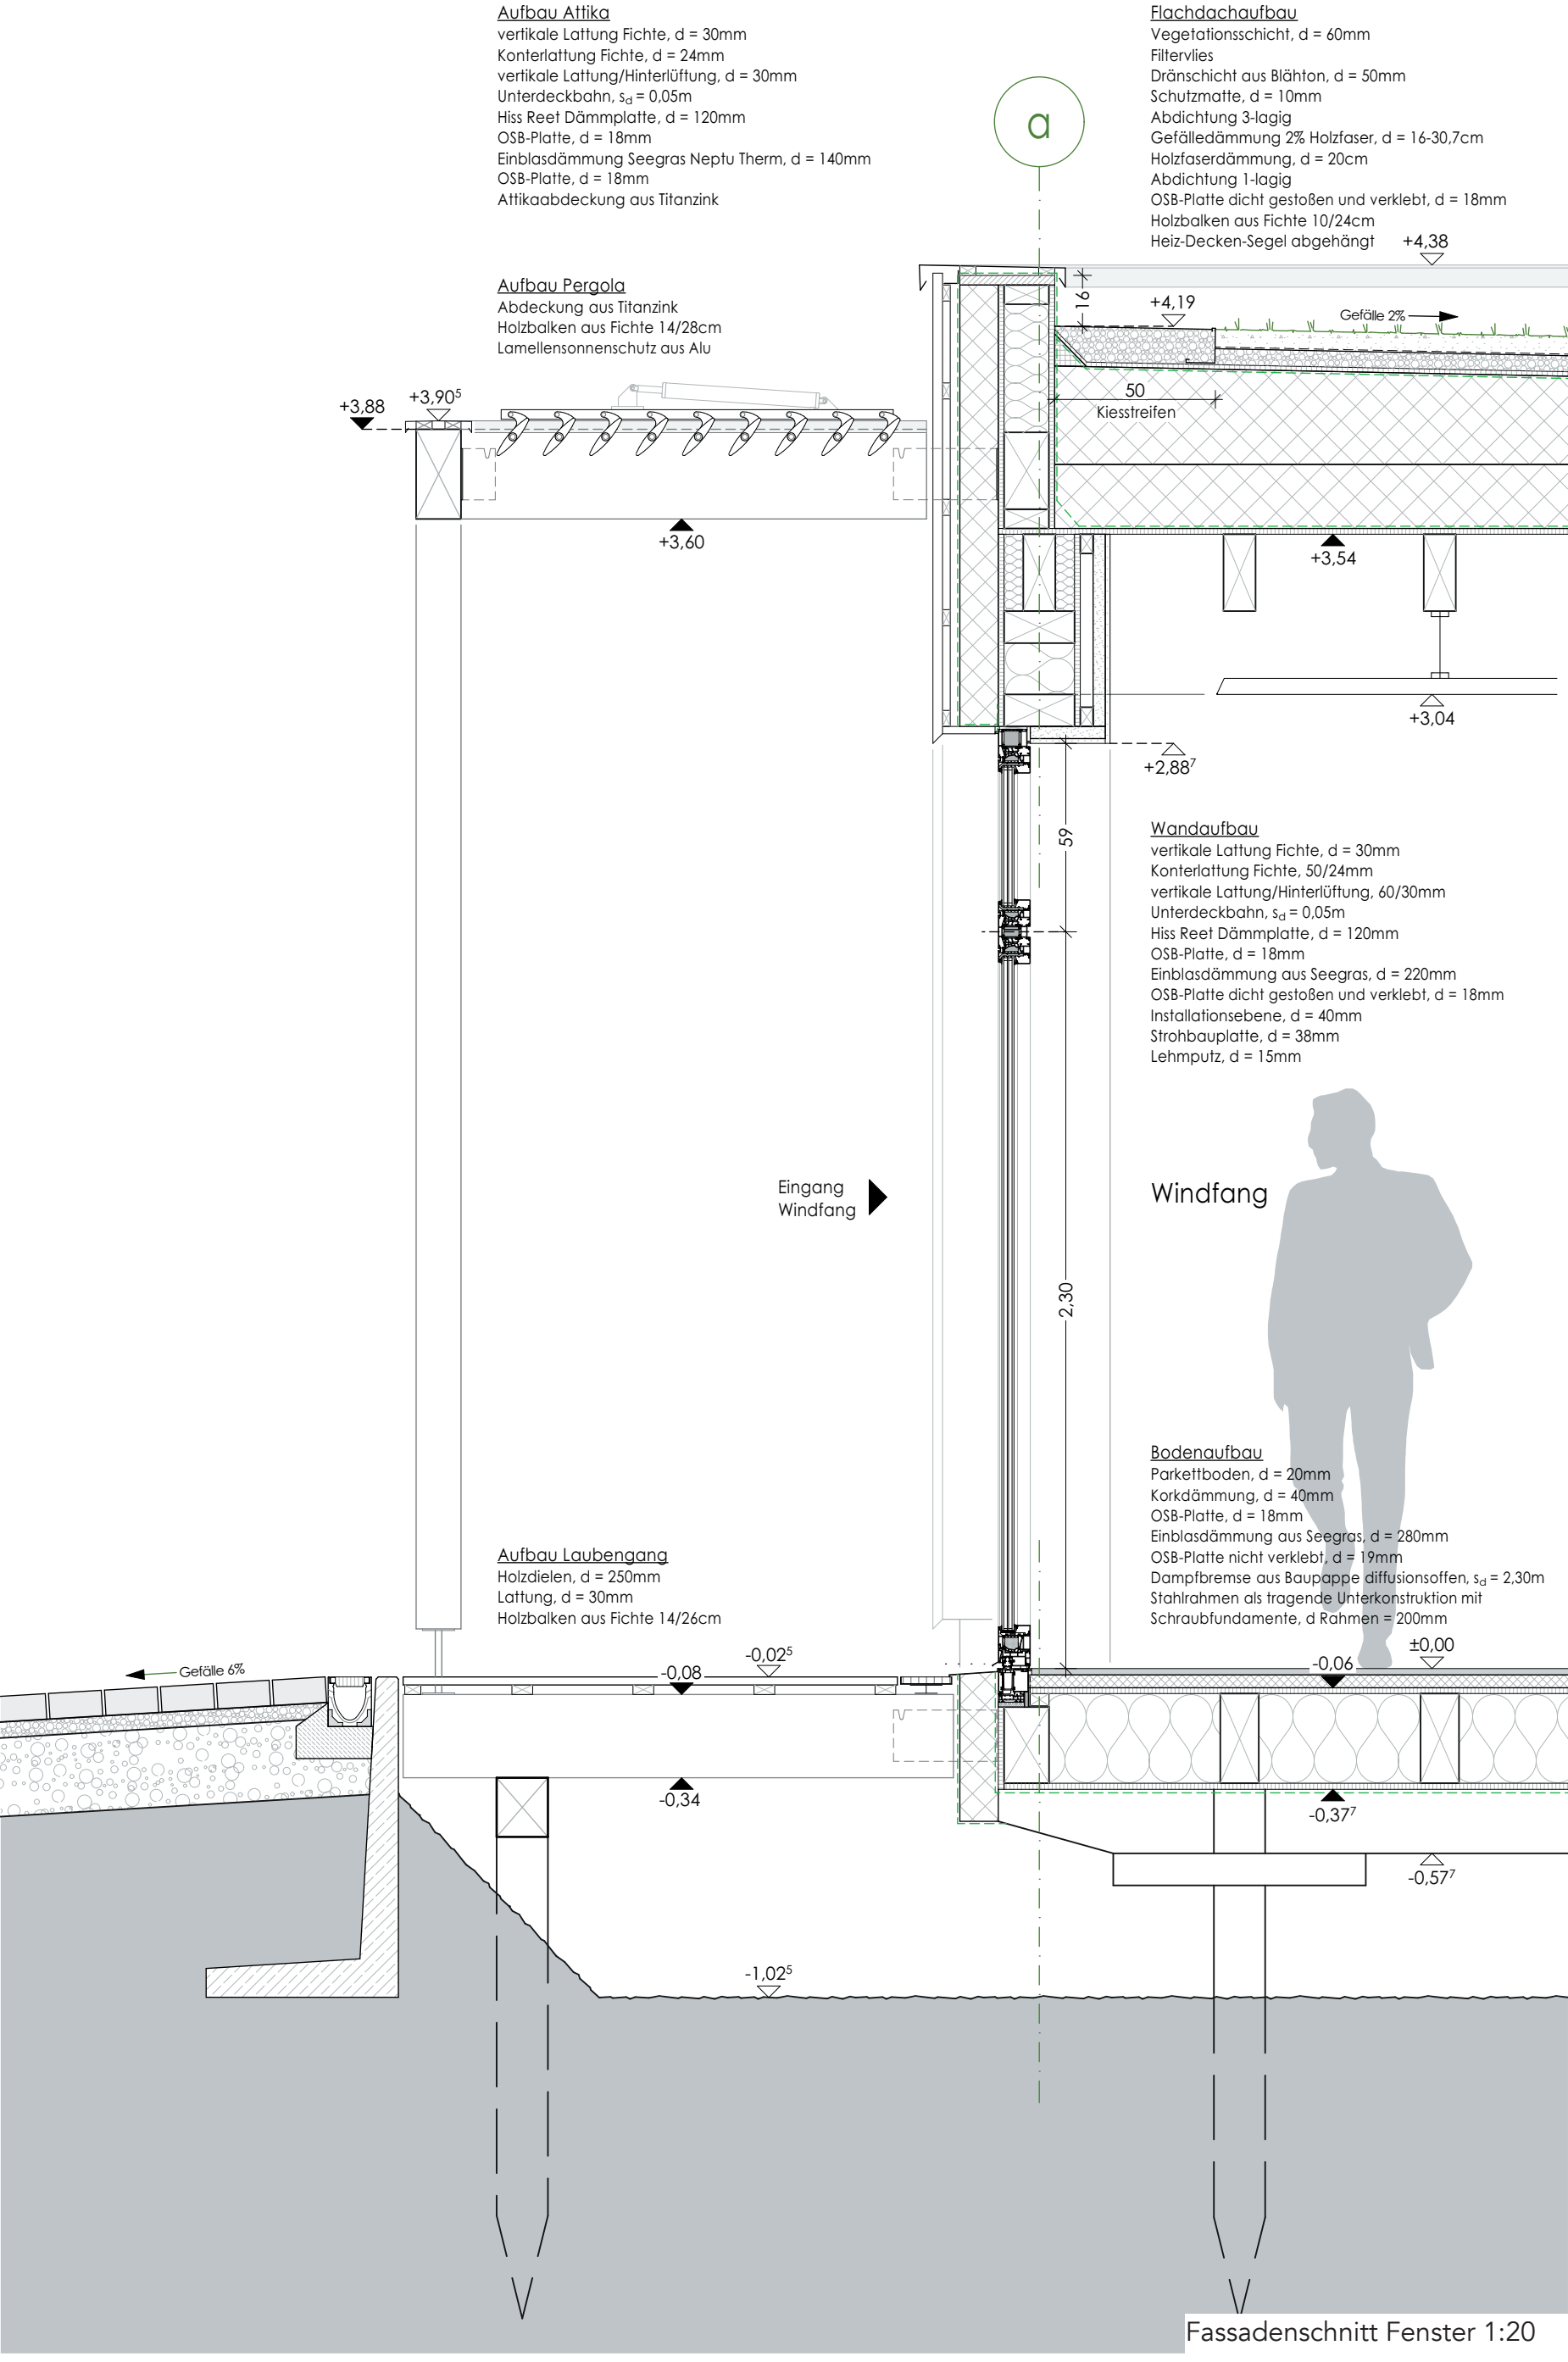 Aufbau Attika
vertikale Lattung Fichte, d = 30mm
Konterlattung Fichte, d = 24mm
vertikale Lattung/Hinterlüftung, d = 30mm
Unterdeckbahn, sd = 0,05m
Hiss Reet Dämmplatte, d = 120mm
OSB-Platte, d = 18mm
Einblasdämmung Seegras Neptu Therm, d = 140mm
OSB-Platte, d = 18mm
Attikaabdeckung aus Titanzink
a
Flachdachaufbau
Vegetationsschicht, d = 60mm
Filtervlies
Dränschicht aus Blähton, d = 50mm
Schutzmatte, d = 10mm
Abdichtung 3-lagig
Gefälledämmung 2% Holzfaser, d = 16-30,7cm
Holzfaserdämmung, d = 20cm
Abdichtung 1-lagig
OSB-Platte dicht gestoßen und verklebt, d = 18mm
Holzbalken aus Fichte 10/24cm
Heiz-Decken-Segel abgehängt
+4,38
Aufbau Pergola
Abdeckung aus Titanzink
Holzbalken aus Fichte 14/28cm
Lamellensonnenschutz aus Alu
16
+4,19
Gefälle 2%
50
Kiesstreifen
+3,88
+3,90⁵
+3,60
+3,54
+3,04
+2,88⁷
59
Wandaufbau
vertikale Lattung Fichte, d = 30mm
Konterlattung Fichte, 50/24mm
vertikale Lattung/Hinterlüftung, 60/30mm
Unterdeckbahn, sd = 0,05m
Hiss Reet Dämmplatte, d = 120mm
OSB-Platte, d = 18mm
Einblasdämmung aus Seegras, d = 220mm
OSB-Platte dicht gestoßen und verklebt, d = 18mm
Installationsebene, d = 40mm
Strohbauplatte, d = 38mm
Lehmputz, d = 15mm
Eingang
Windfang
Windfang
2,30
Bodenaufbau
Parkettboden, d = 20mm
Korkdämmung, d = 40mm
OSB-Platte, d = 18mm
Einblasdämmung aus Seegras, d = 280mm
OSB-Platte nicht verklebt, d = 19mm
Dampfbremse aus Baupappe diffusionsoffen, sd = 2,30m
Stahlrahmen als tragende Unterkonstruktion mit
Schraubfundamente, d Rahmen = 200mm
Aufbau Laubengang
Holzdielen, d = 250mm
Lattung, d = 30mm
Holzbalken aus Fichte 14/26cm
Gefälle 6%
-0,08
-0,02⁵
-0,06
±0,00
-0,34
-0,37⁷
-0,57⁷
-1,02⁵
Fassadenschnitt Fenster 1:20